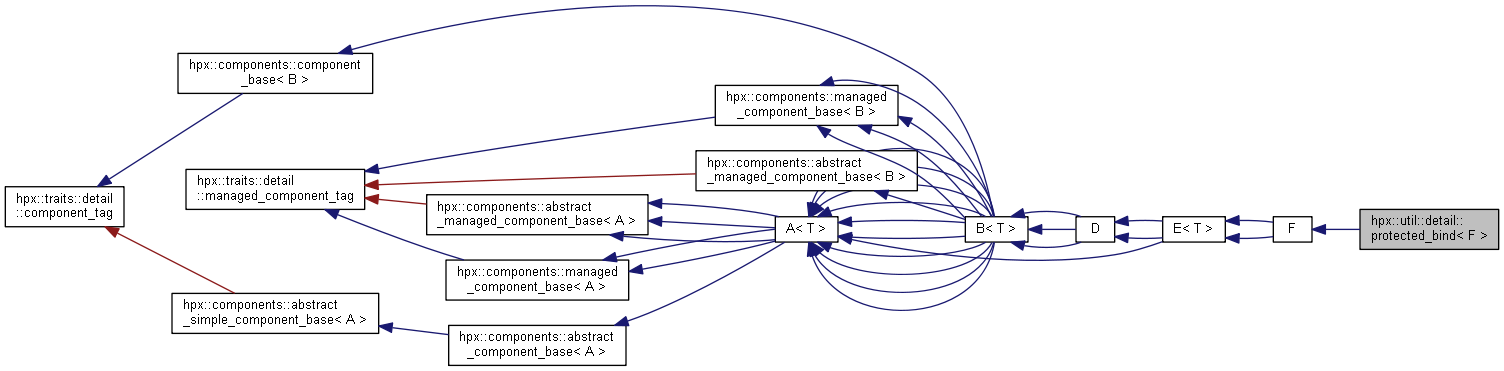 hpx::traits::detail
::component_tag
hpx::components::component
_base< B >
hpx::traits::detail
::managed_component_tag
hpx::components::abstract
_simple_component_base< A >
hpx::components::abstract
_managed_component_base< A >
hpx::components::managed
_component_base< A >
hpx::components::abstract
_component_base< A >
hpx::components::managed
_component_base< B >
hpx::components::abstract
_managed_component_base< B >
A< T >
B< T >
D
E< T >
F
hpx::util::detail::
protected_bind< F >